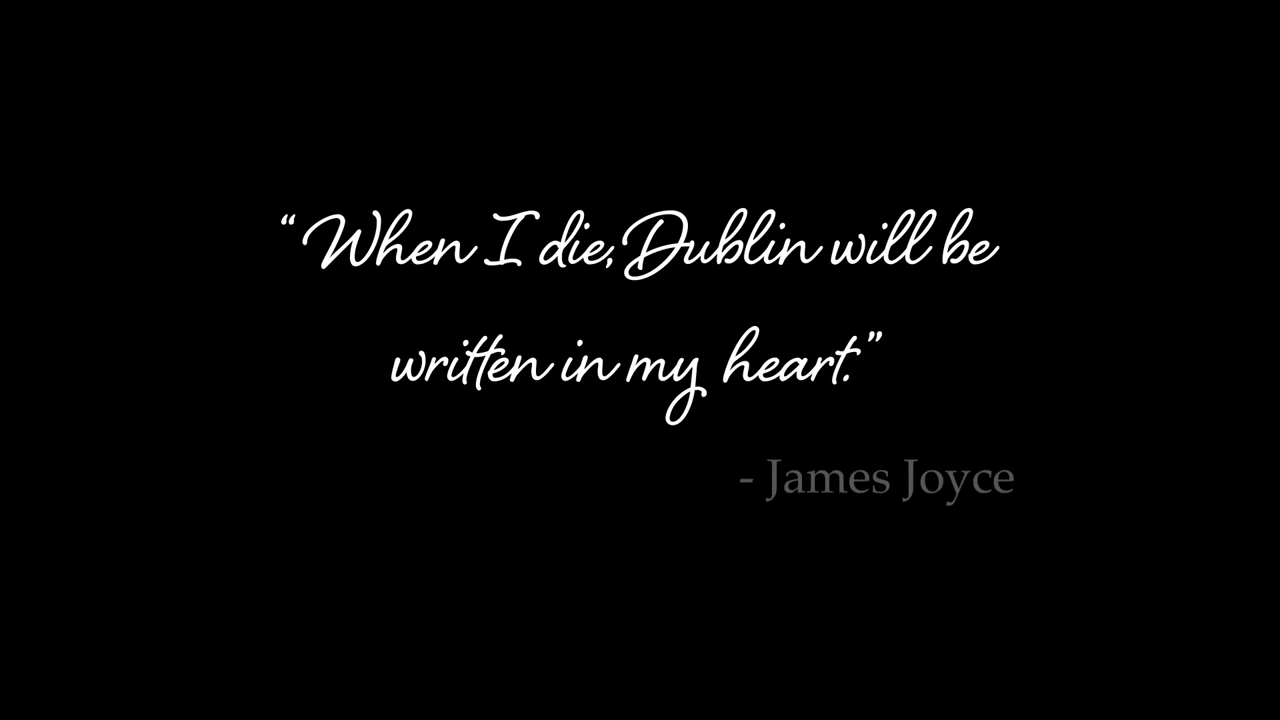 “When I die, Dublin will be
written in my heart.”
- James Joyce